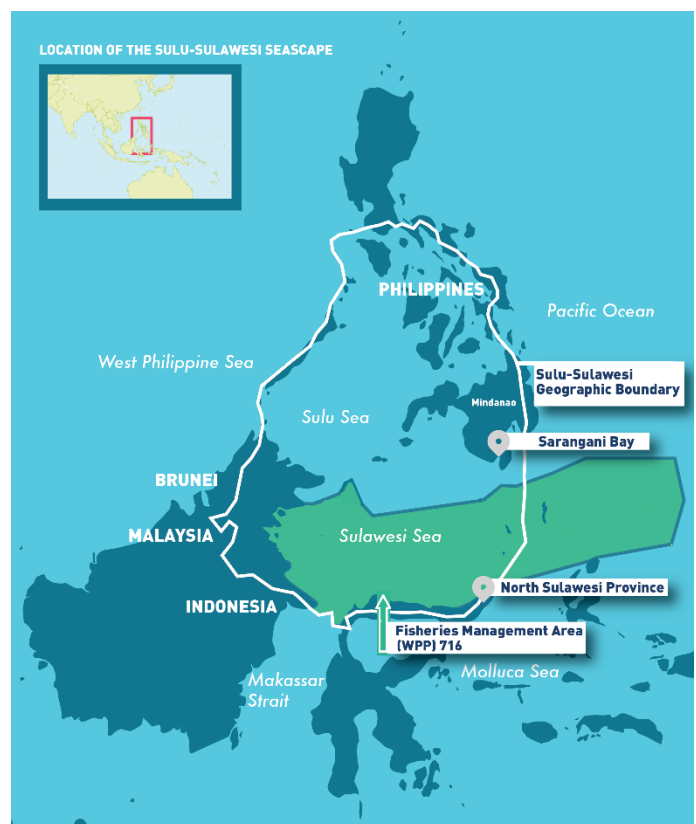 LOCATION OF THE SULU-SULAWESI SEASCAPE
PHILIPPINES
Pacific Ocean
West Philippine Sea
Sulu-Sulawesi
Geographic Boundary
Mindanao
Sulu Sea
Sarangani Bay
BRUNEI
MALAYSIA
Sulawesi Sea
North Sulawesi Province
INDONESIA
Fisheries Management Area
(WPP) 716
Makassar
Strait
Molluca Sea